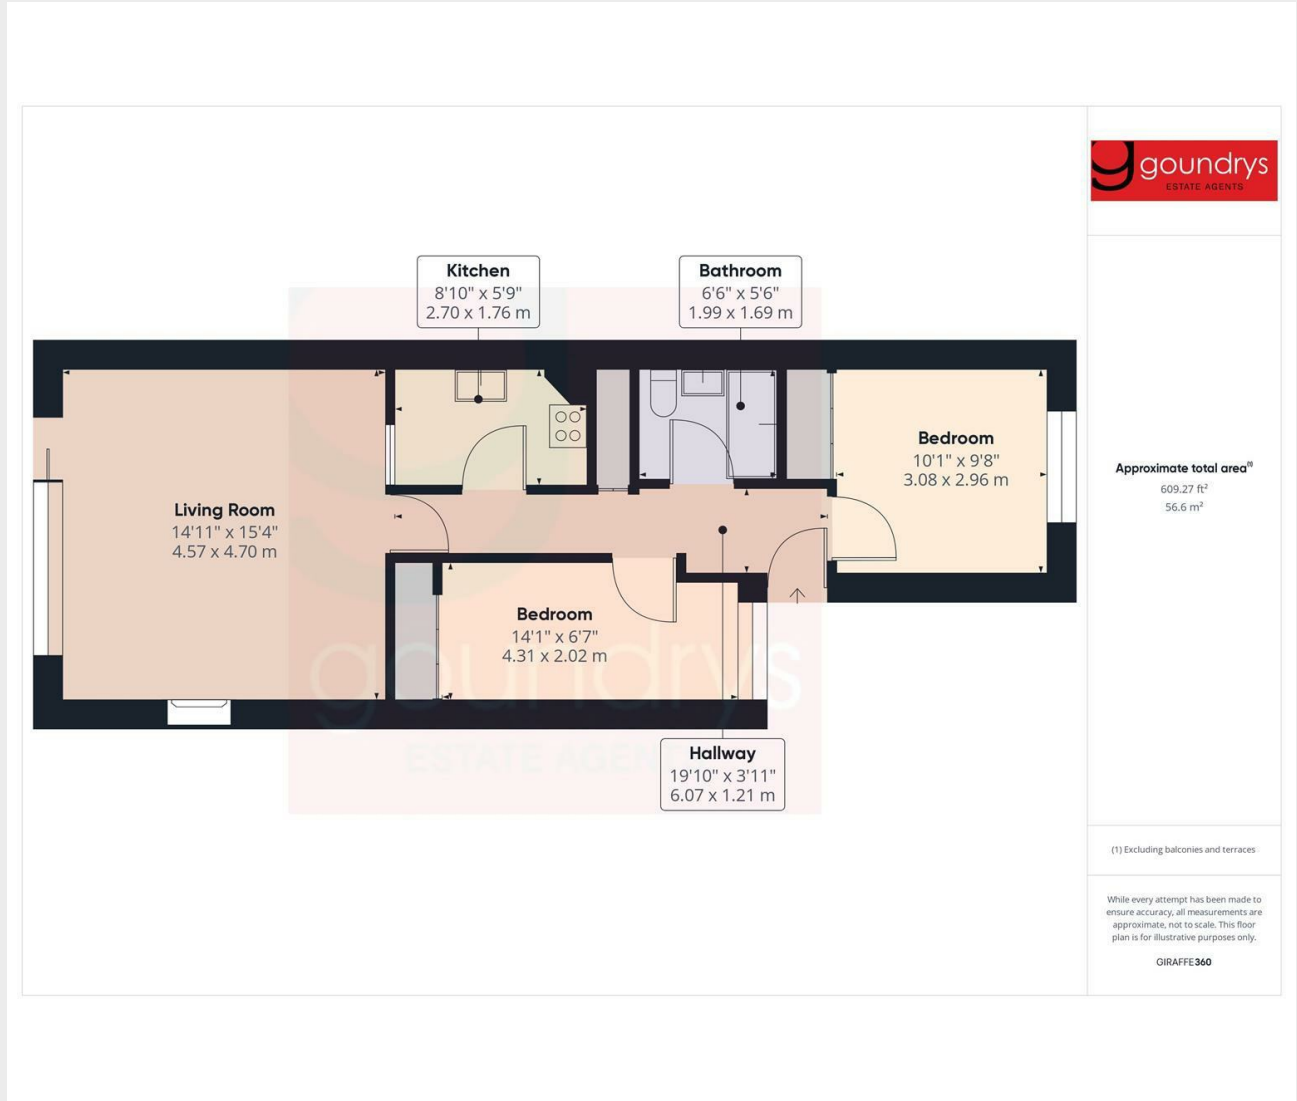 goundrys
ESTATE AGENTS
Kitchen
8'10" x 5'9"
2.70 x 1.76 m
Bathroom
6'6" x 5'6"
1.99 x 1.69 m
Bedroom
10'1" x 9'8"
3.08 x 2.96 m
Living Room
14'11" x 15'4"
4.57 x 4.70 m
Bedroom
14'1" x 6'7"
4.31 x 2.02 m
goundrys
ESTATE AGENTS
Hallway
19'10" x 3'11"
6.07 x 1.21 m
Approximate total area(1)
609.27 ft²
56.6 m²
(1) Excluding balconies and terraces
While every attempt has been made to
ensure accuracy, all measurements are
approximate, not to scale. This floor
plan is for illustrative purposes only.
GIRAFFE360